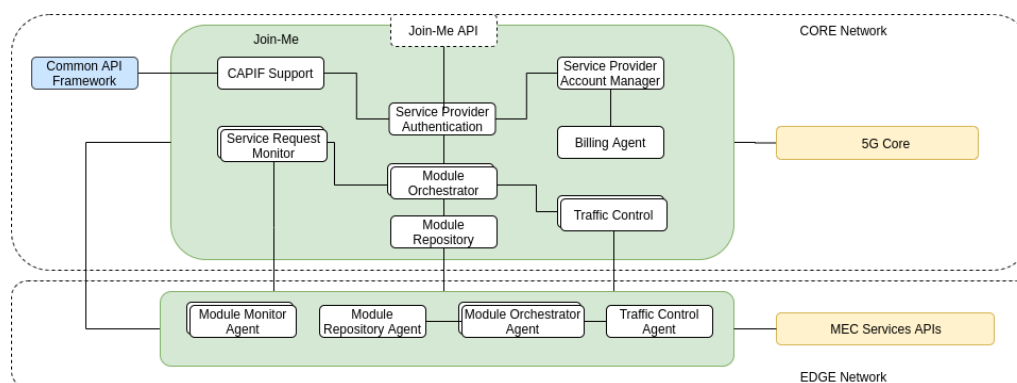 Join-Me API
CORE Network
Join-Me
Common API
Framework
CAPIF Support
Service Provider
Account Manager
Service Provider
Authentication
Service Request
Monitor
Billing Agent
5G Core
Module
Orchestrator
Traffic Control
Module
Repository
Module Monitor
Agent
Module
Repository Agent
Module Orchestrator
Agent
Traffic Control
Agent
MEC Services APIs
EDGE Network